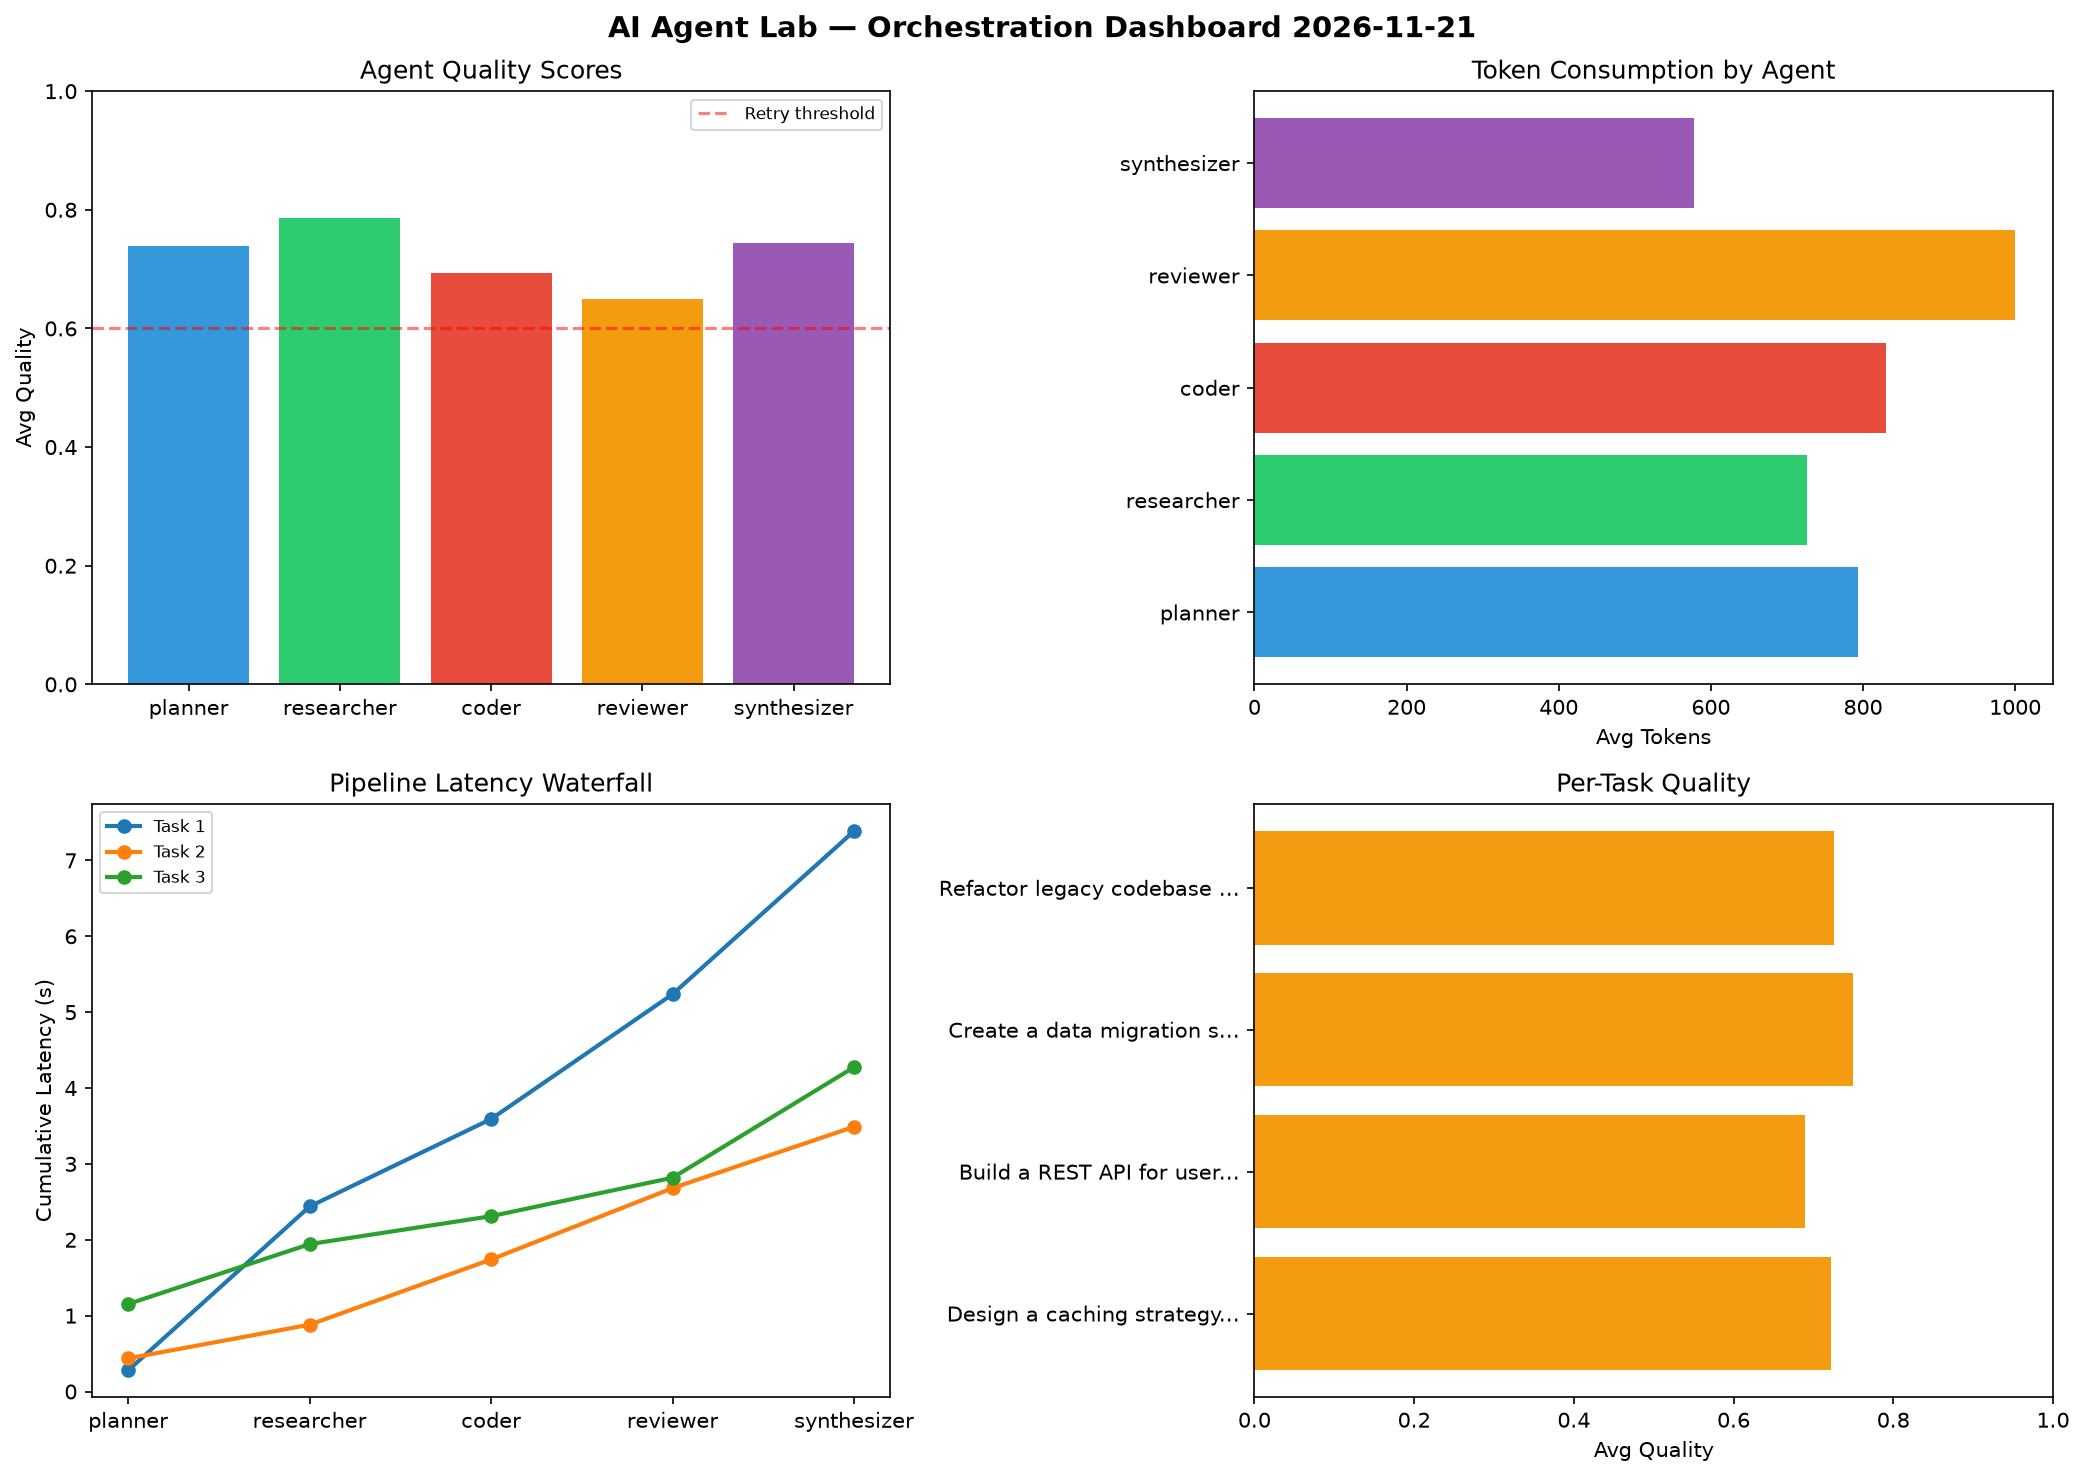 AI Agent Lab — Orchestration Dashboard 2026-11-21
Agent Quality Scores
Avg Quality
1.0
0.8
0.6
0.4
0.2
0.0
Retry threshold
planner
researcher
coder
reviewer
synthesizer
Token Consumption by Agent
synthesizer
reviewer
coder
researcher
planner
0
200
400
600
800
1000
Avg Tokens
Pipeline Latency Waterfall
Cumulative Latency (s)
7
6
5
4
3
2
1
0
Task 1
Task 2
Task 3
planner
researcher
coder
reviewer
synthesizer
Per-Task Quality
Refactor legacy codebase ...
Create a data migration s...
Build a REST API for user...
Design a caching strategy...
0.0
0.2
0.4
0.6
0.8
1.0
Avg Quality